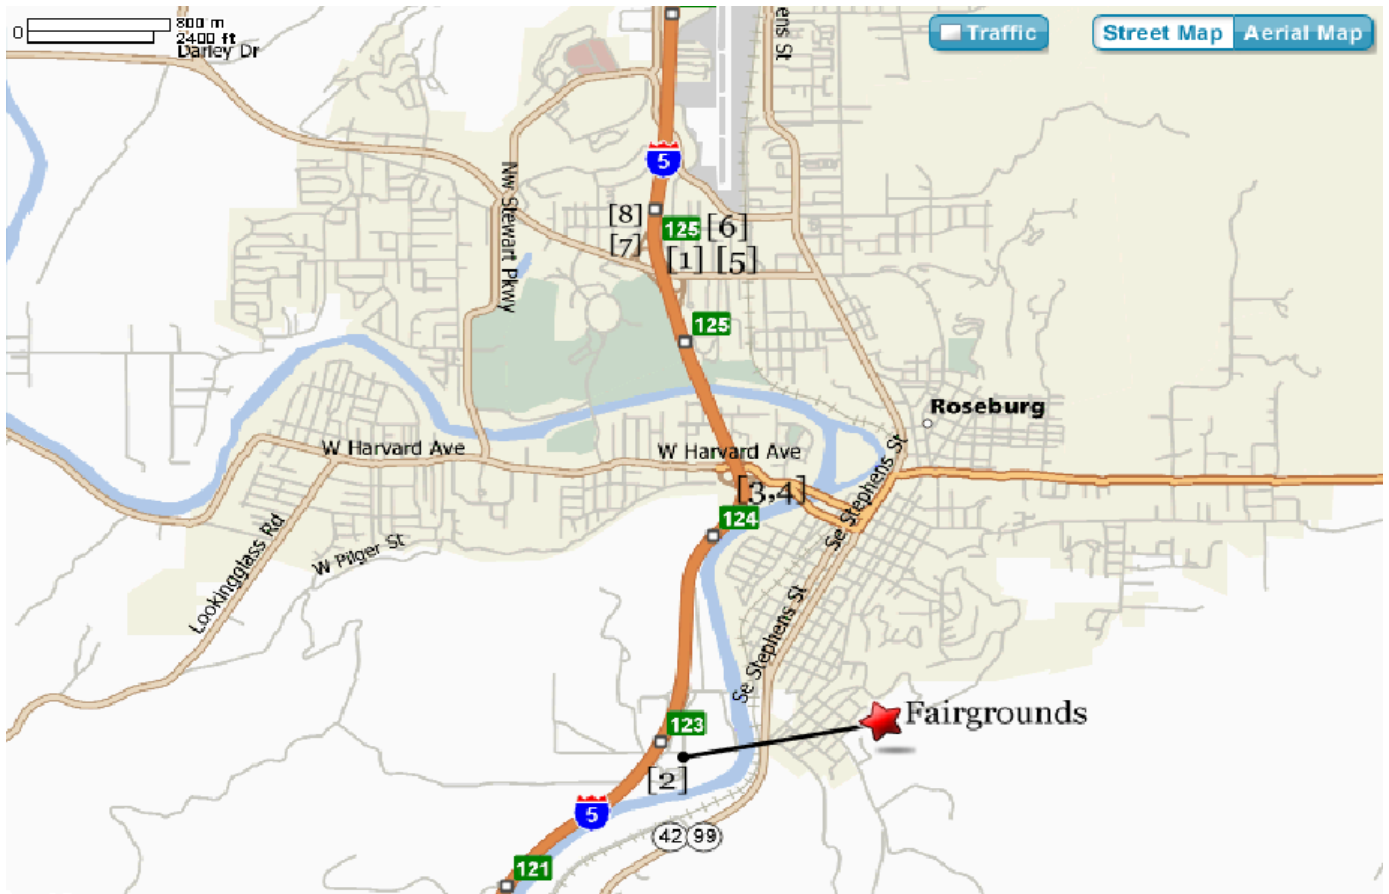 0
800 m
2400 ft
Darley Dr
ens St
Traffic
Street Map
Aerial Map
5
Nw Stewart Pkwy
[8]
125
[6]
[7]
[1]
[5]
125
Roseburg
W Harvard Ave
W Harvard Ave
Se Stephens St
[3,4]
124
Lookingglass Rd
W Pilger St
Se Stephens St
123
Fairgrounds
[2]
5
42
99
121